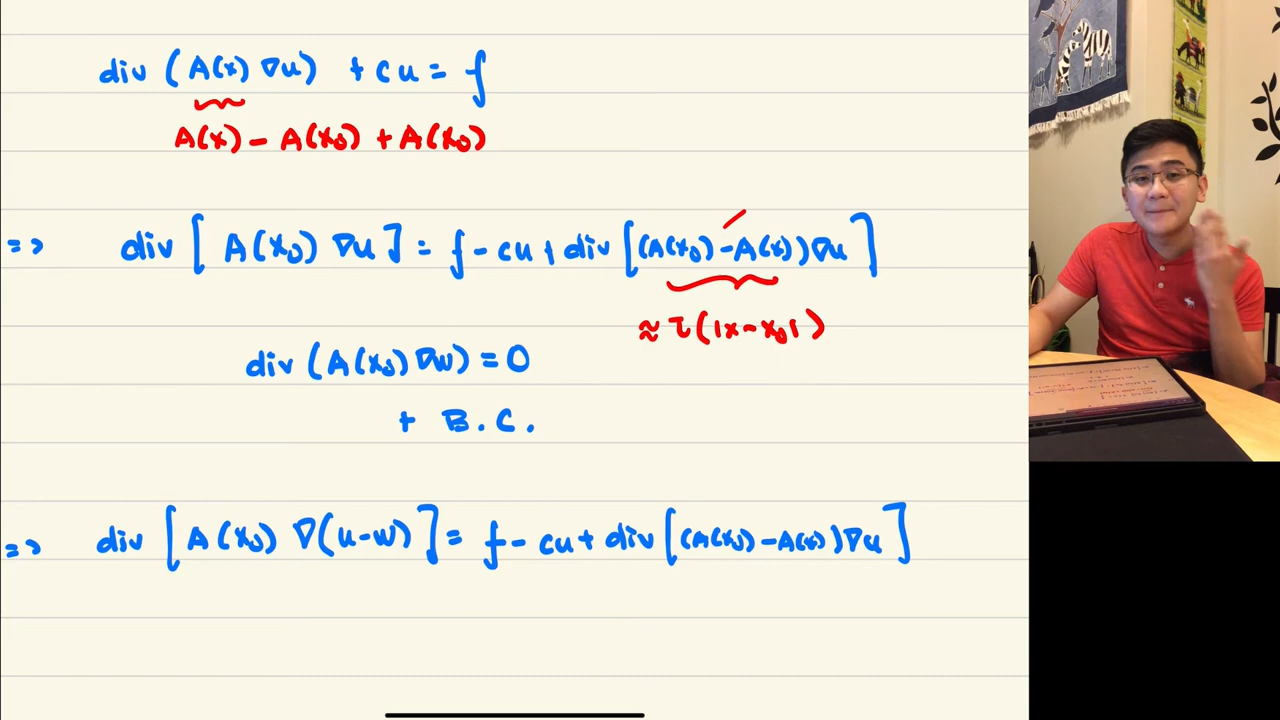 div (A(x) ∇u) + cu = f
A(x) - A(x₀) + A(x₀)
=> div [ A(x₀) ∇u ] = f - cu + div [(A(x₀) - A(x))∇u]
≈ τ(|x-x₀|)
div (A(x₀) ∇w) = 0
+ B.C.
=> div [ A(x₀) ∇(u-w) ] = f - cu + div [(A(x₀) - A(x))∇u]